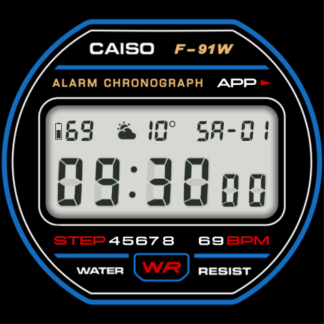 CAISO F-91W
ALARM CHRONOGRAPH APP
69 10° SA-01
09:30 00
STEP 45678 69 BPM
WATER WR RESIST